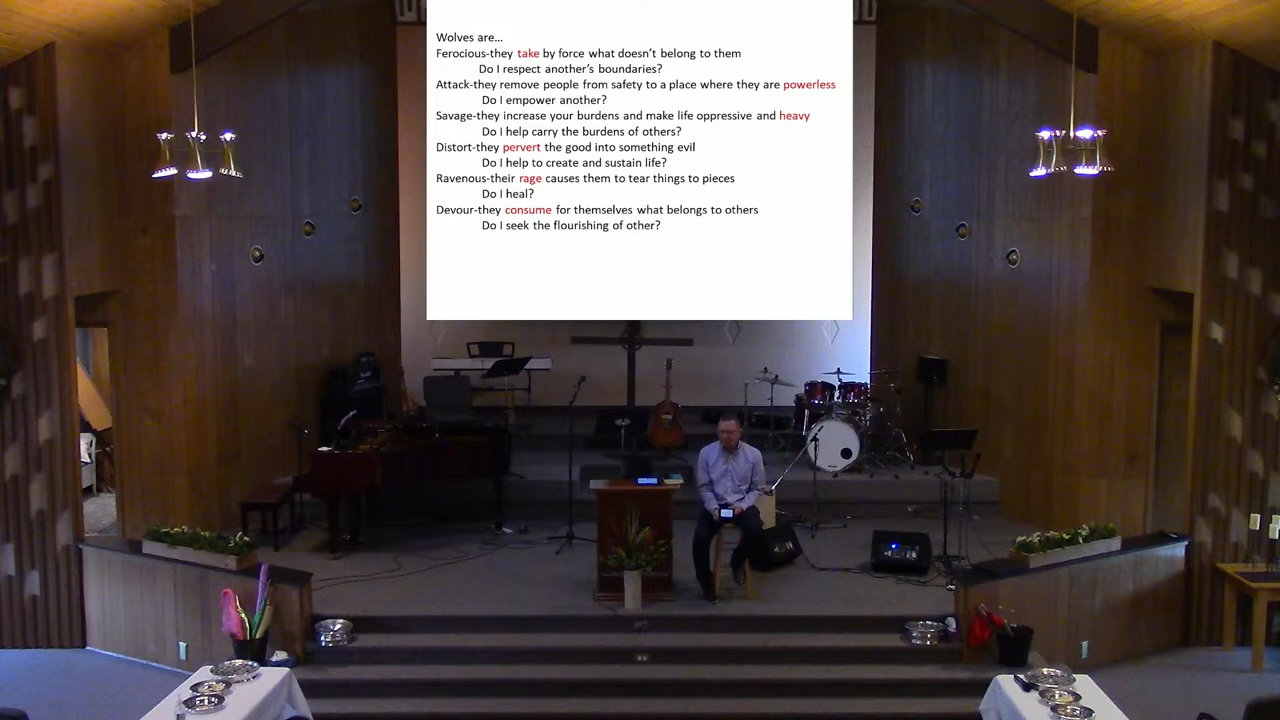 Wolves are...
Ferocious-they take by force what doesn't belong to them
Do I respect another's boundaries?
Attack-they remove people from safety to a place where they are powerless
Do I empower another?
Savage-they increase your burdens and make life oppressive and heavy
Do I help carry the burdens of others?
Distort-they pervert the good into something evil
Do I help to create and sustain life?
Ravenous-their rage causes them to tear things to pieces
Do I heal?
Devour-they consume for themselves what belongs to others
Do I seek the flourishing of other?